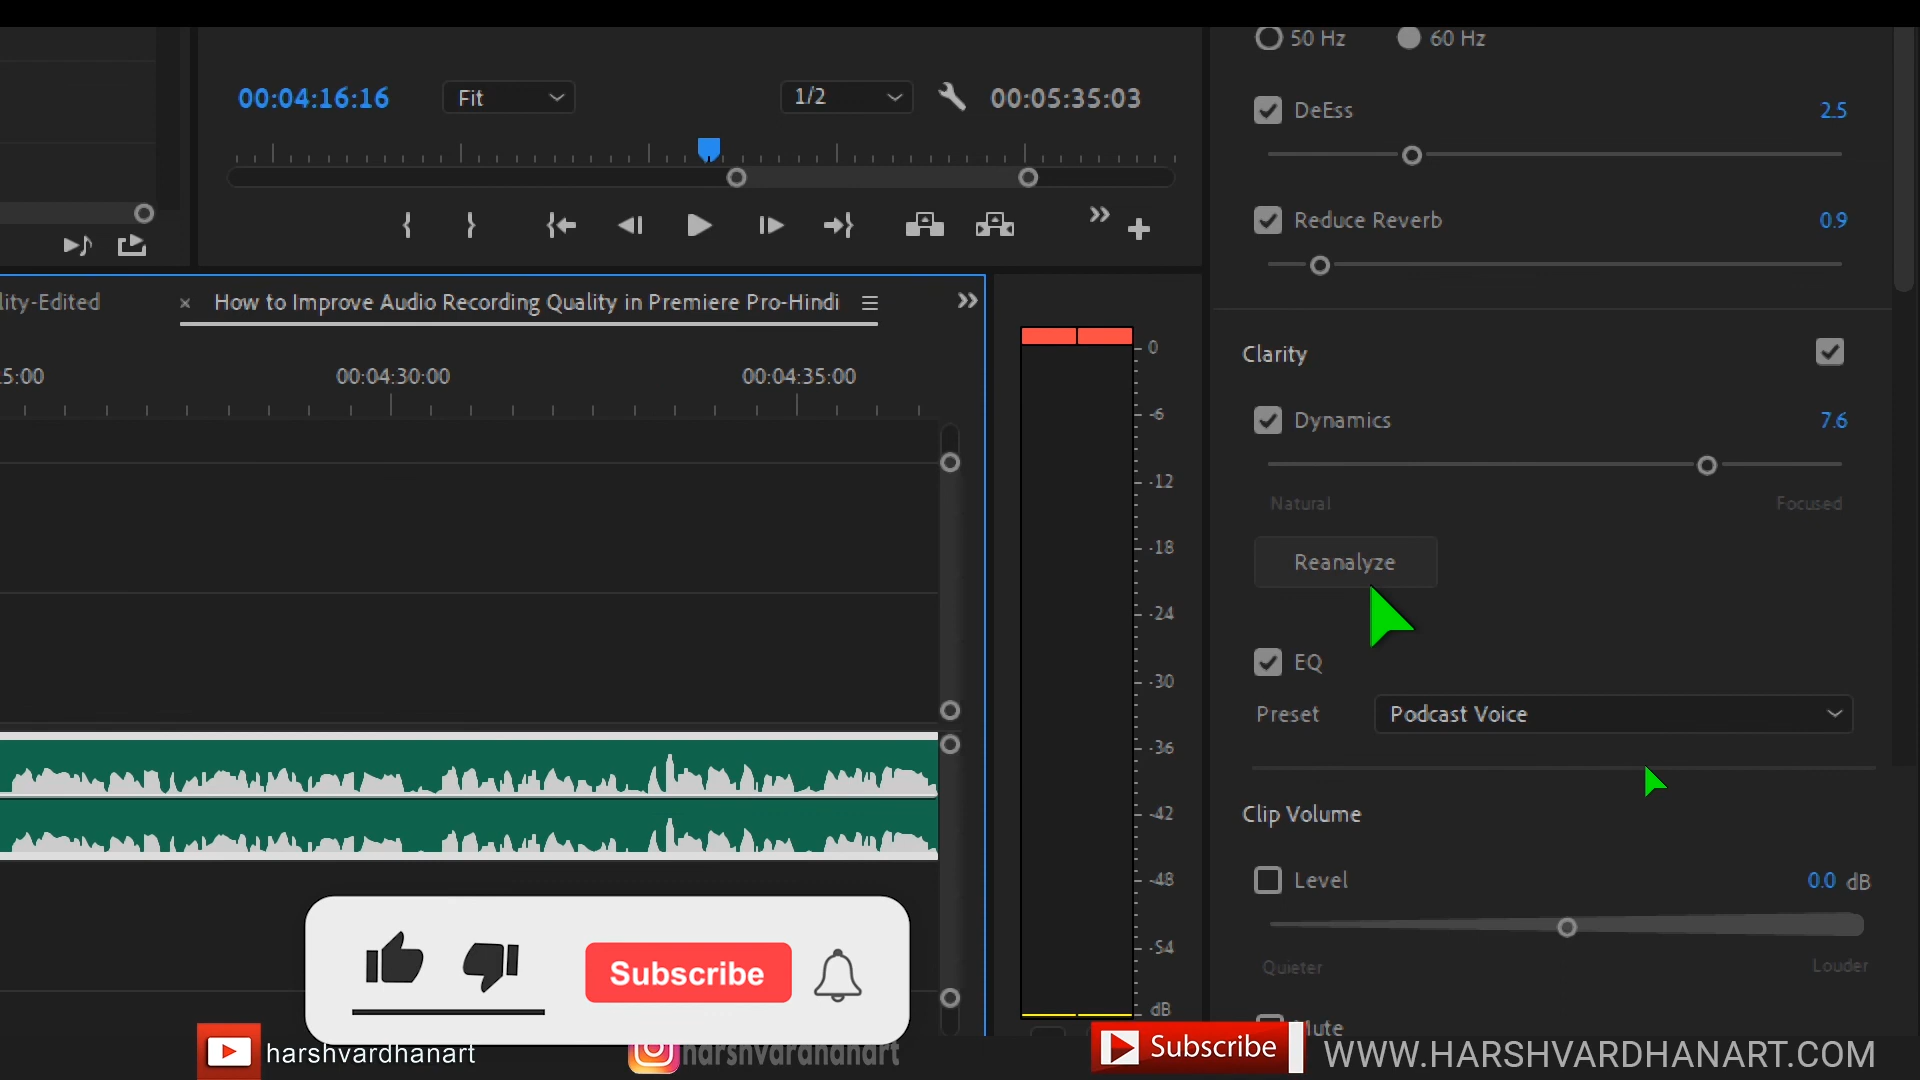 50 Hz 60 Hz
00:04:16:16 Fit 1/2 00:05:35:03
DeEss 2.5
Reduce Reverb 0.9
lity-Edited × How to Improve Audio Recording Quality in Premiere Pro-Hindi
5:00 00:04:30:00 00:04:35:00
0
-6
-12
-18
-24
-30
-36
-42
-48
-54
dB
Clarity
Dynamics 7.6
Natural Focused
Reanalyze
EQ
Preset Podcast Voice
Clip Volume
Level 0.0 dB
Quieter Louder
Mute
Subscribe
harshvardhanart
harshvardhanart
Subscribe
WWW.HARSHVARDHANART.COM